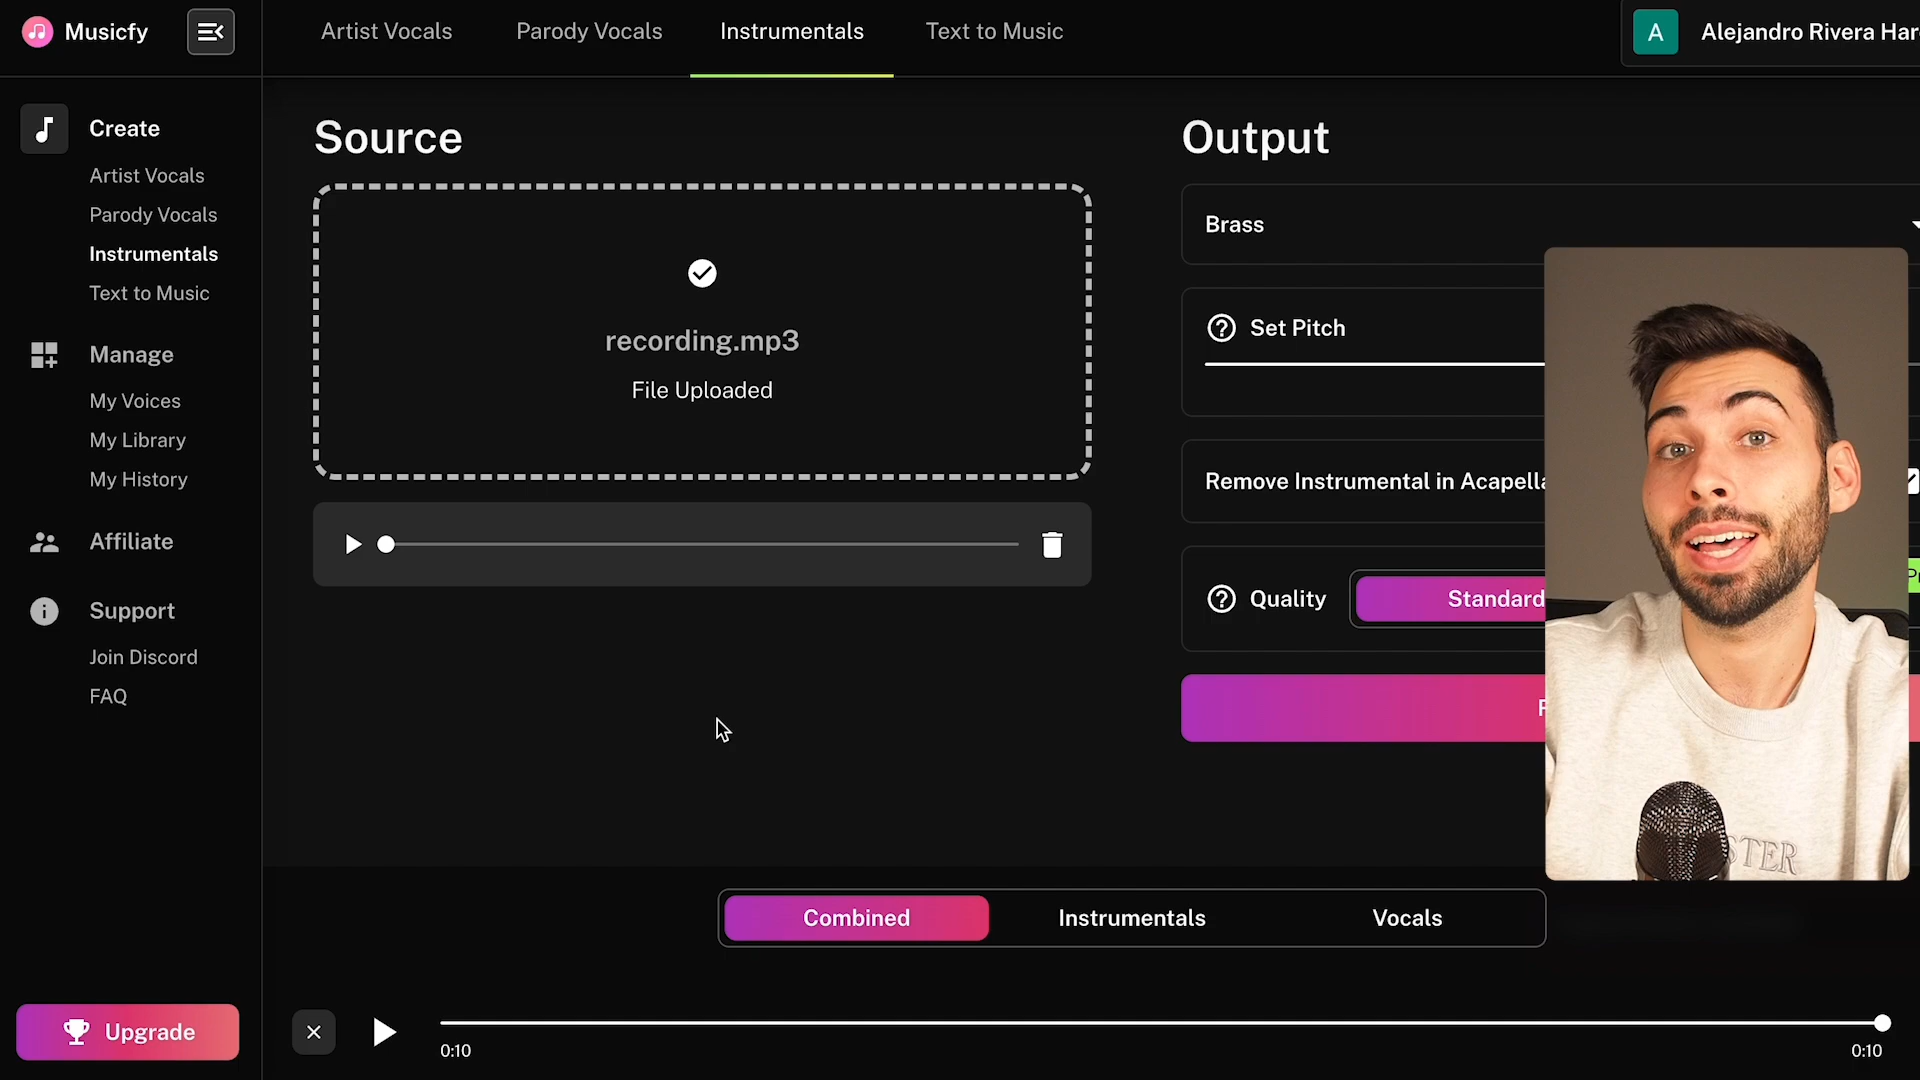 Musicfy
Artist Vocals
Parody Vocals
Instrumentals
Text to Music
A
Alejandro Rivera
Create
Artist Vocals
Parody Vocals
Instrumentals
Text to Music
Manage
My Voices
My Library
My History
Affiliate
Support
Join Discord
FAQ
Upgrade
Source
recording.mp3
File Uploaded
Output
Brass
Set Pitch
Remove Instrumental in Acapella
Quality
Standard
Combined
Instrumentals
Vocals
0:10
0:10